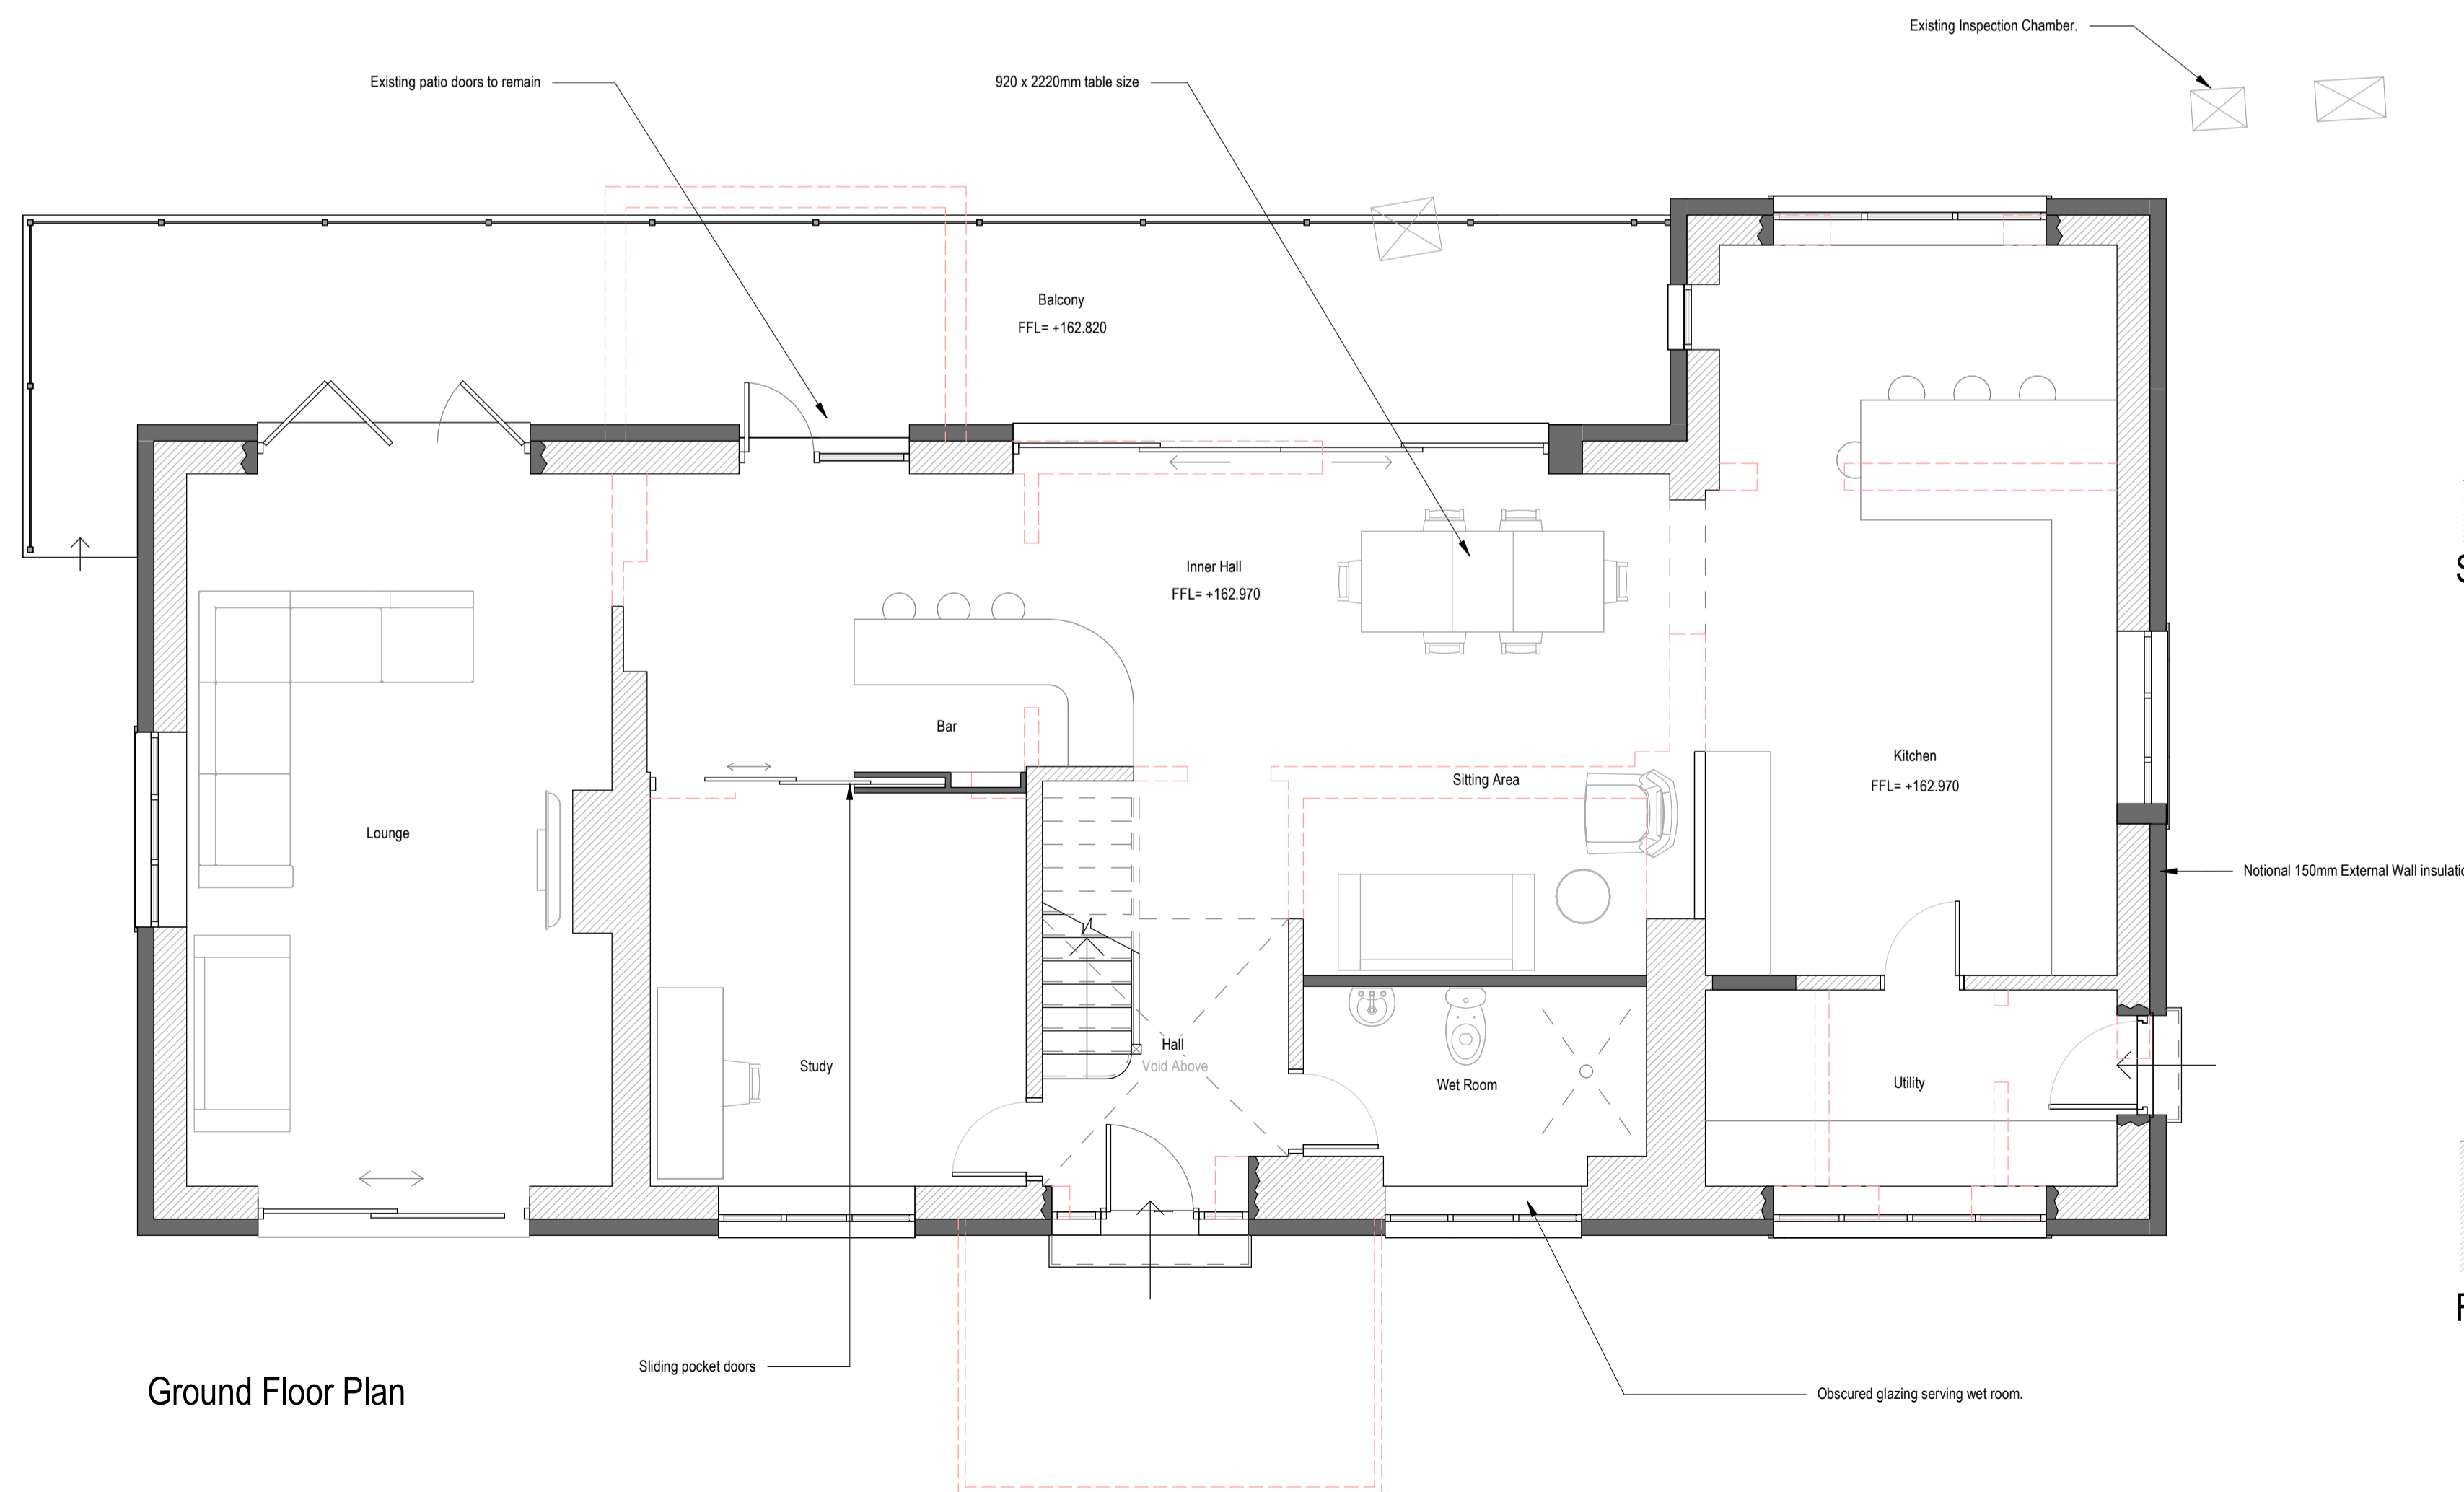 Existing Inspection Chamber.
Existing patio doors to remain
920 x 2220mm table size
Balcony
FFL= +162.820
Inner Hall
FFL= +162.970
Bar
Sitting Area
Kitchen
FFL= +162.970
Lounge
Notional 150mm External Wall
Hall
Void Above
Study
Wet Room
Utility
Sliding pocket doors
Obscured glazing serving wet room.
Ground Floor Plan